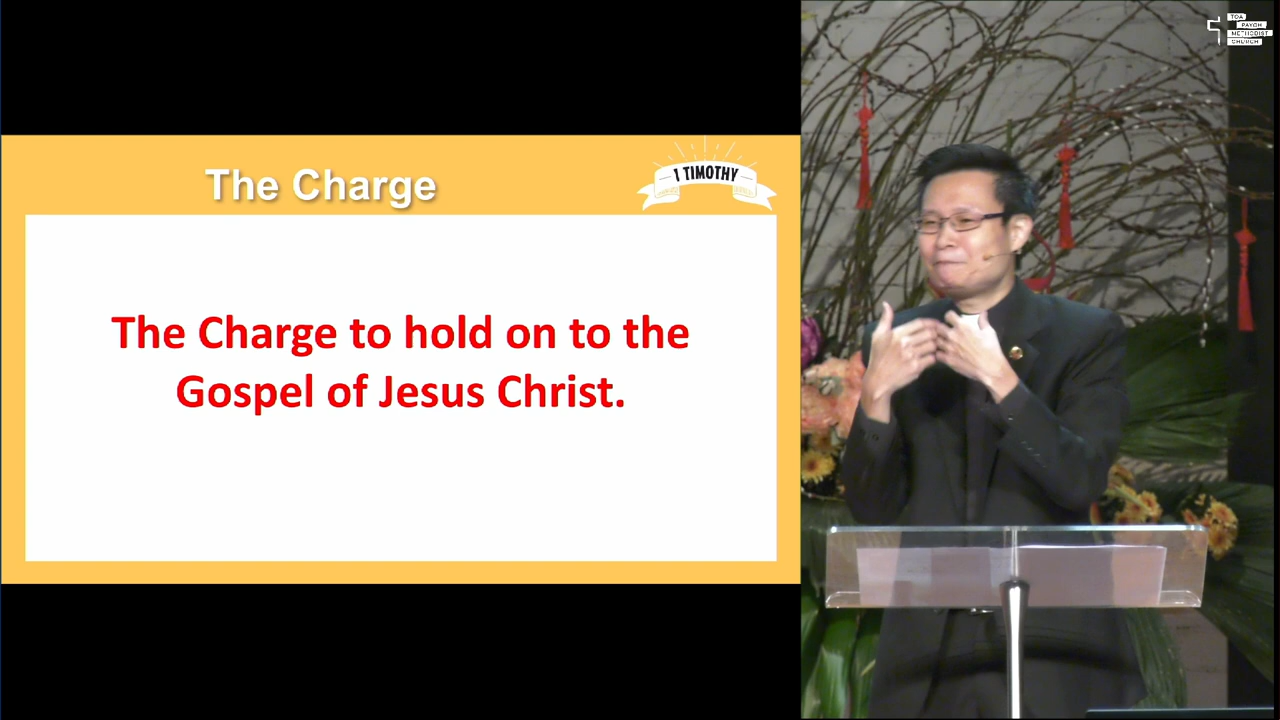 The Charge
1 TIMOTHY
The Charge to hold on to the
Gospel of Jesus Christ.
TOA
PAYOH
METHODIST
CHURCH